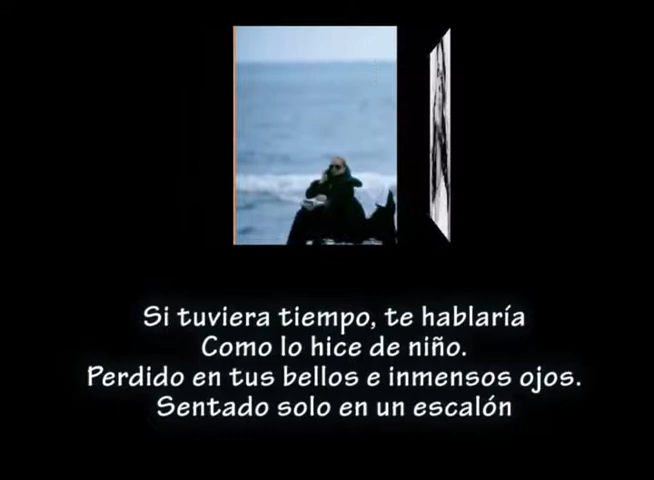 Si tuviera tiempo, te hablaría
Como lo hice de niño.
Perdido en tus bellos e inmensos ojos.
Sentado solo en un escalón